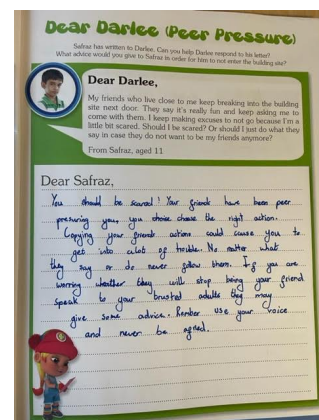 Dear Darlee (Peer Pressure)
Safraz has written to Darlee. Can you help Darlee respond to his letter?
What advice would you give to Safraz in order for him to not enter the building site?
Dear Darlee,
My friends who live close to me keep breaking into the building
site next door. They say it's really fun and keep asking me to
come with them. I keep making excuses to not go because I'm a
little bit scared. Should I be scared? Or should I just do what they
say in case they do not want to be my friends anymore?
From Safraz, aged 11
Dear Safraz,
You should be scared! Your friends have been peer
presuring you, you choice choose the right action.
Copying your friends actions could cause you to
get into alot of trouble. No matter what
they say or do never follow them. If you are
worring whether they will stop being your friend
speak to your trusted adults they may
give some advice. Rember use your voice
and never be